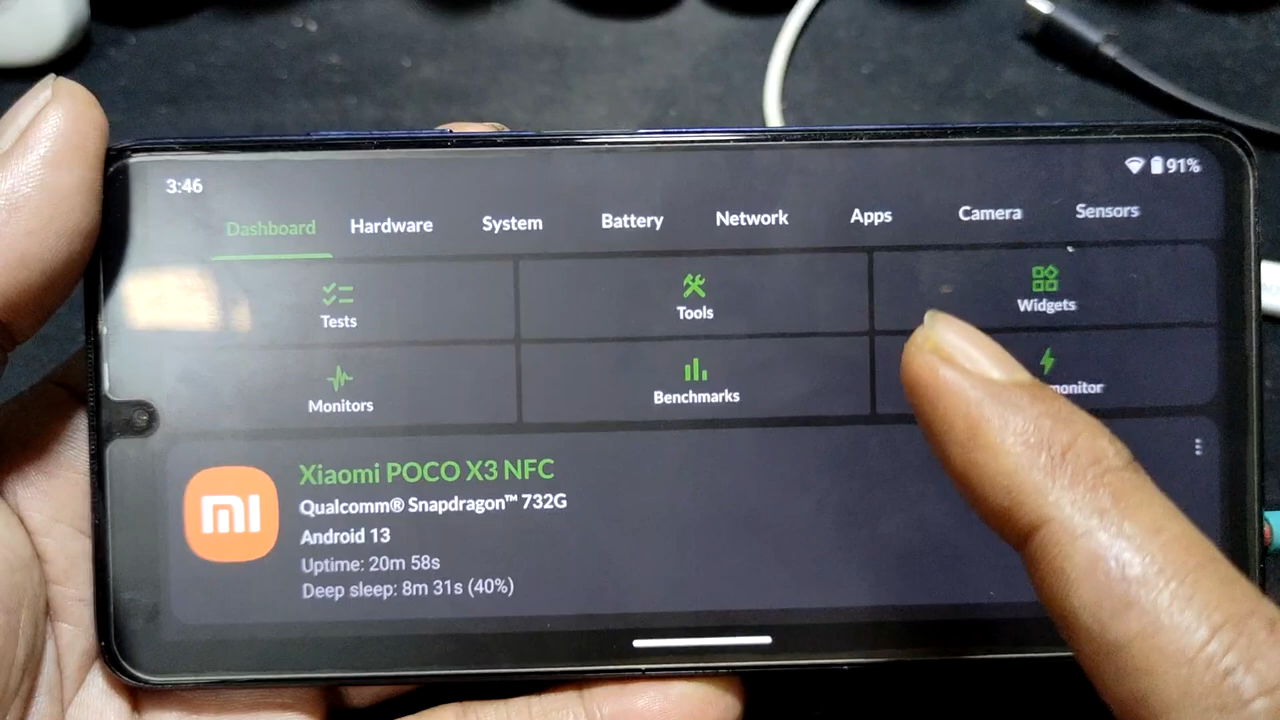 3:46
91%
Dashboard Hardware System Battery Network Apps Camera Sensors
Tests Tools Widgets
Monitors Benchmarks monitor
Xiaomi POCO X3 NFC
Qualcomm® Snapdragon™ 732G
Android 13
Uptime: 20m 58s
Deep sleep: 8m 31s (40%)
mi